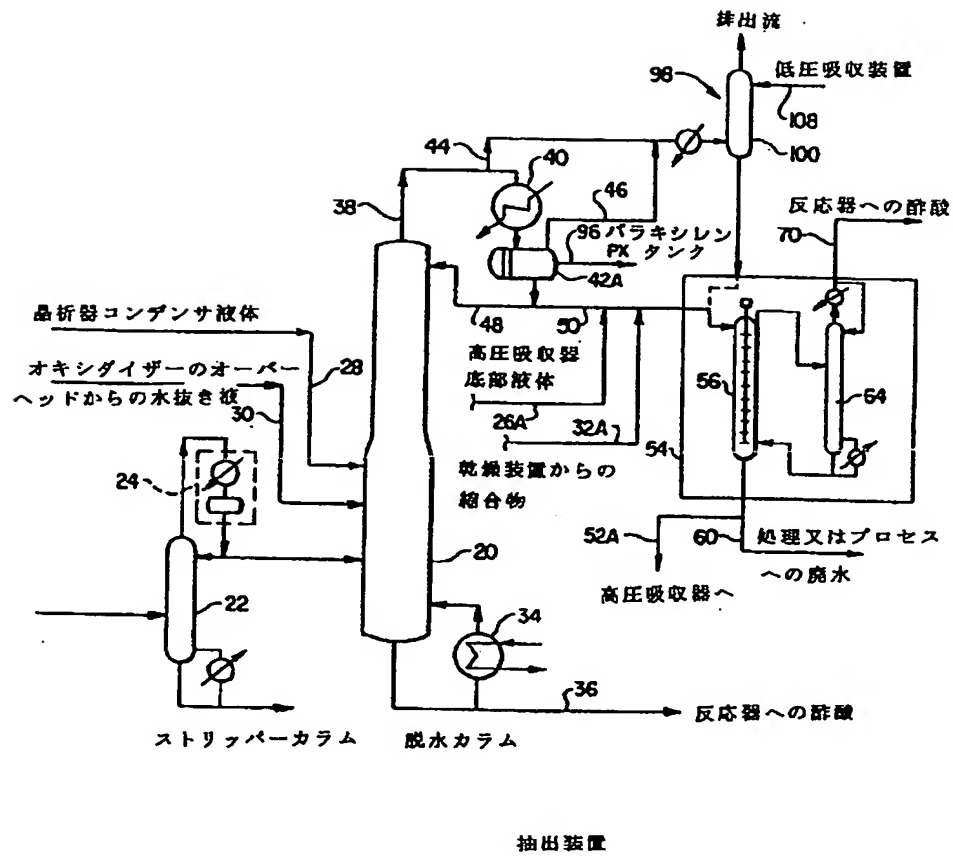 排出流
低圧吸収装置
98
108
100
44
40
38
46
反応器への酢酸
70
96 パラキシレン
PX タンク
42A
晶析器コンデンサ液体
28
48
50
オキシダイザーのオーバー
ヘッドからの水抜き液
30
高圧吸収器
底部液体
26A
32A
56
64
54
乾燥装置からの
縮合物
24
20
52A
60
処理又はプロセス
への廃水
高圧吸収器へ
22
34
36
反応器への酢酸
ストリッパーカラム
脱水カラム
抽出装置